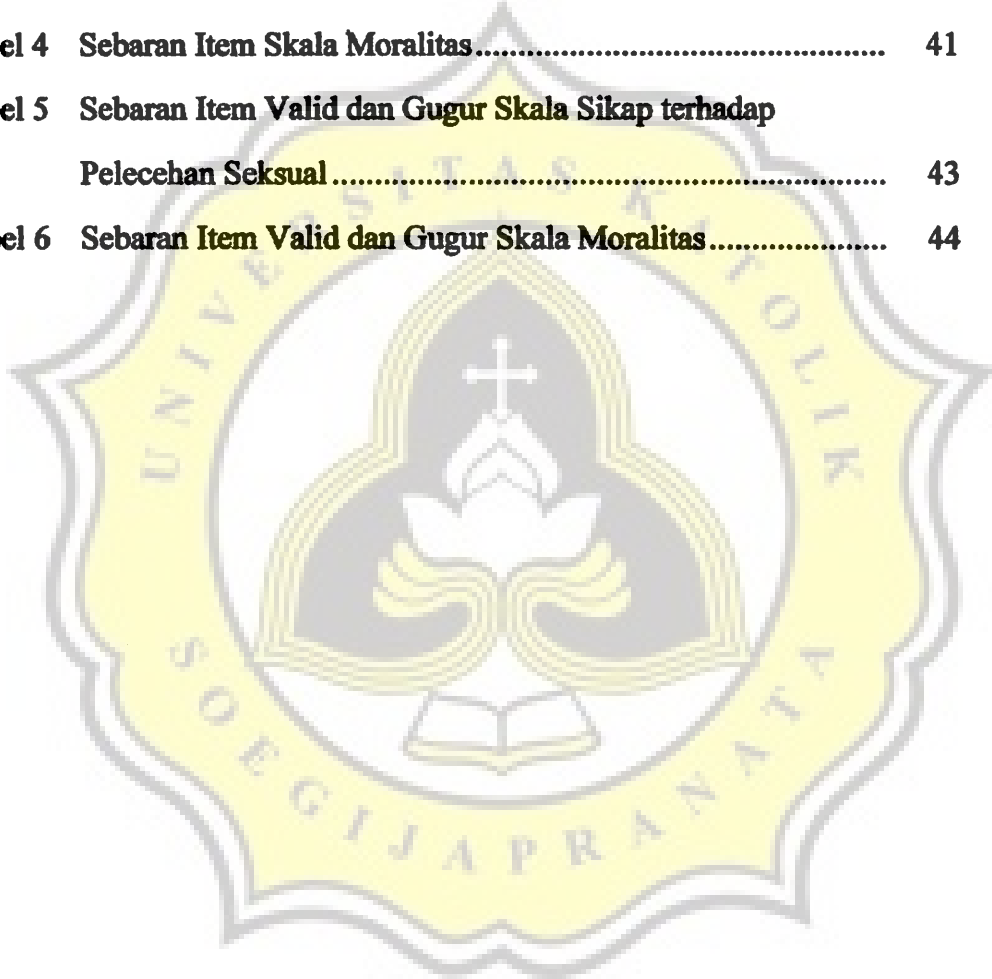 el 4 Sebaran Item Skala Moralitas............................................... 41
el 5 Sebaran Item Valid dan Gugur Skala Sikap terhadap
Pelecehan Seksual................................................................ 43
el 6 Sebaran Item Valid dan Gugur Skala Moralitas..................... 44
UNIVERSITAS KATOLIK
SOEGIJAPRANATA